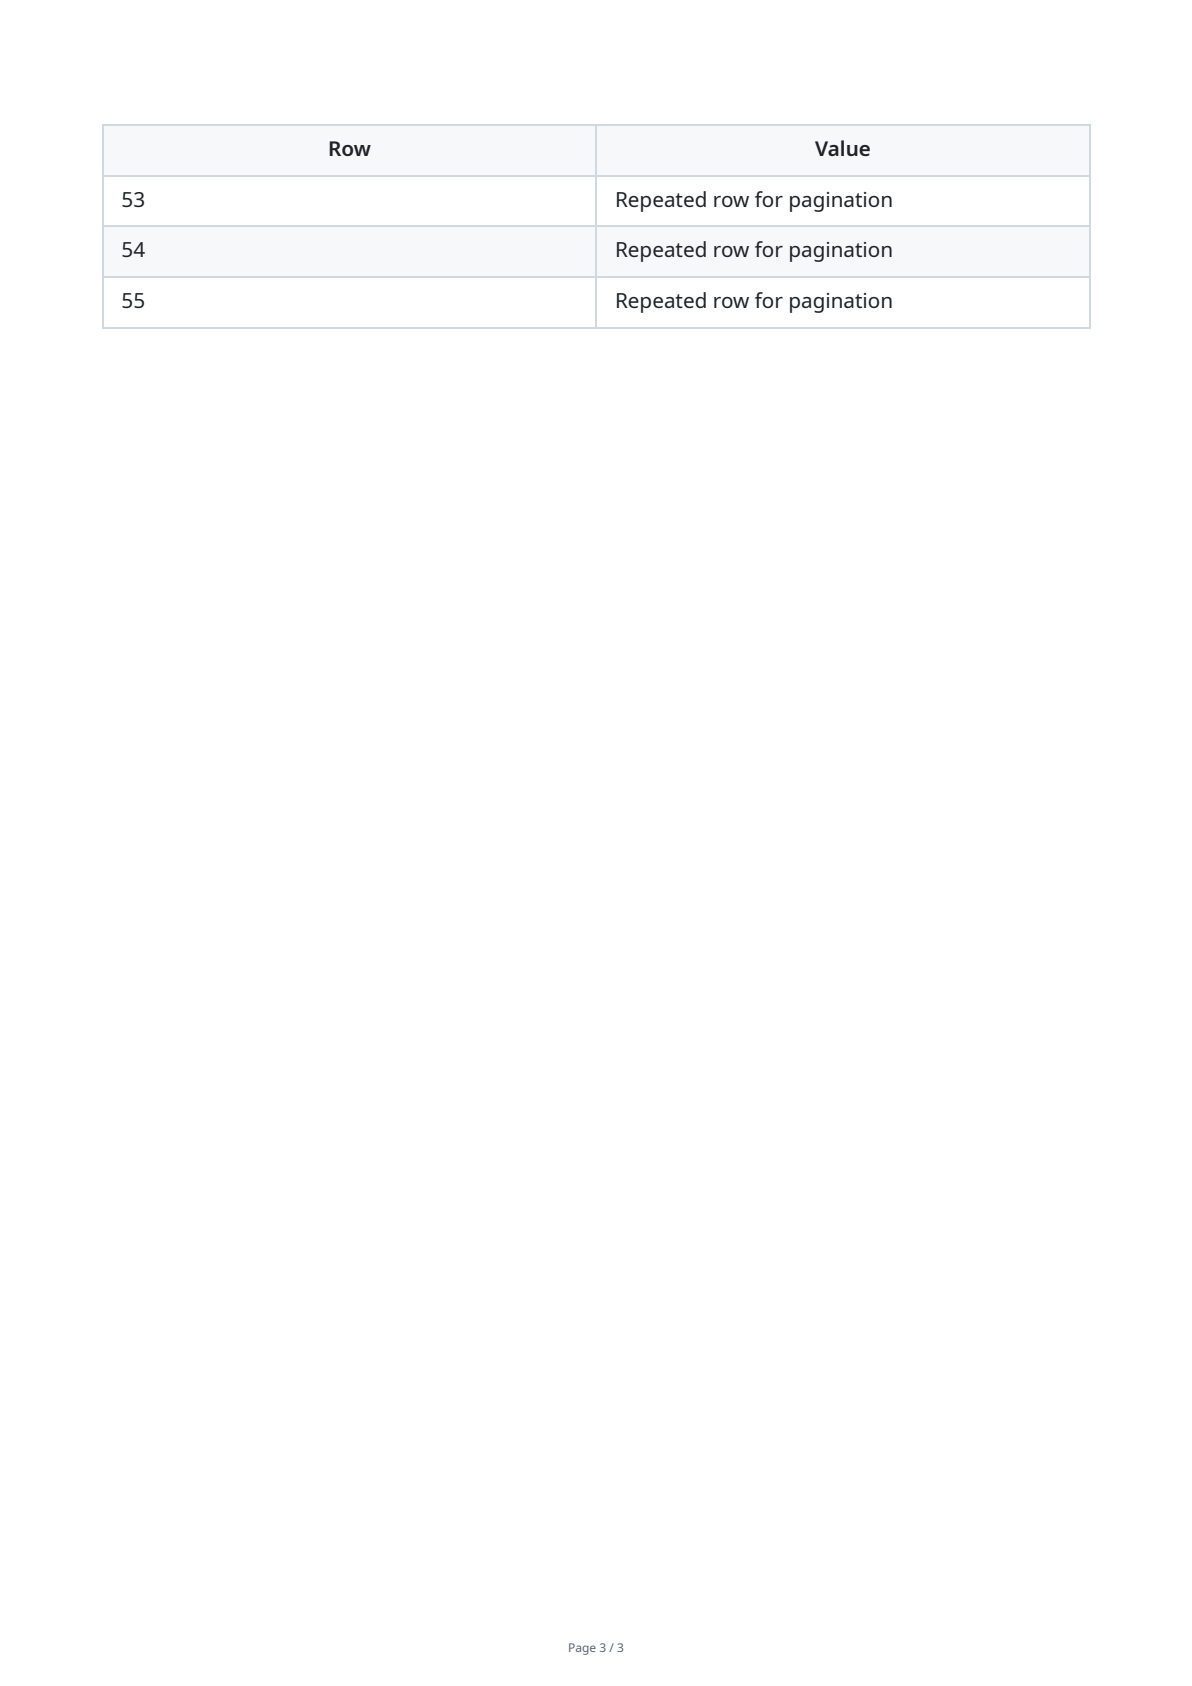 Row Value
53 Repeated row for pagination
54 Repeated row for pagination
55 Repeated row for pagination
Page 3 / 3